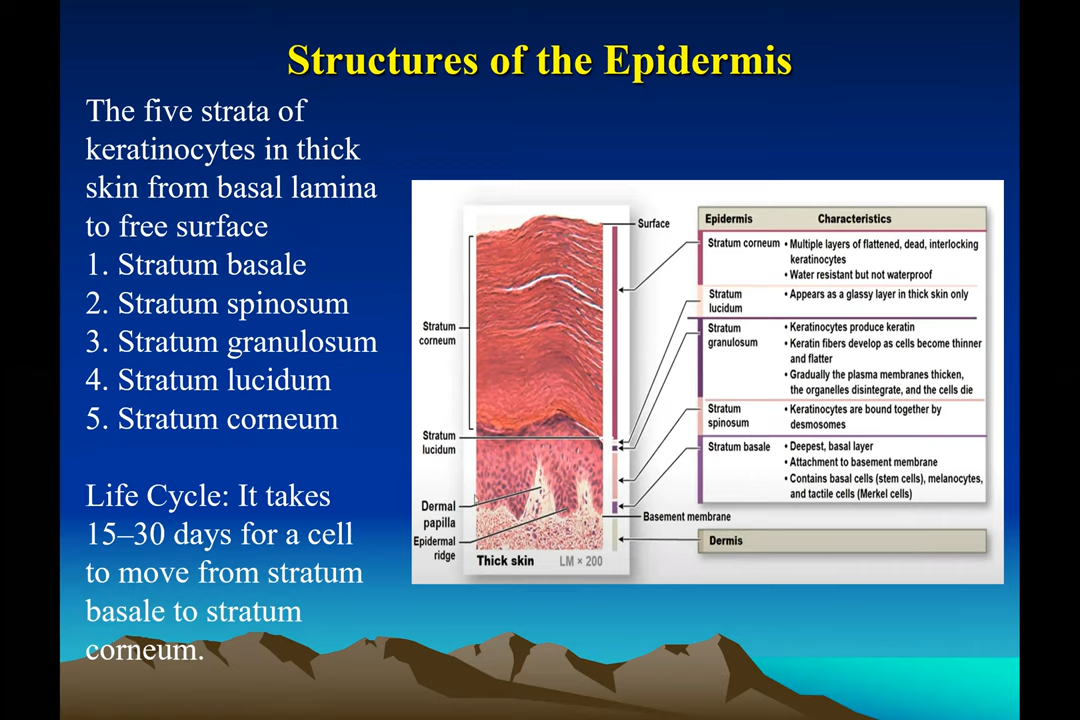 Structures of the Epidermis
The five strata of
keratinocytes in thick
skin from basal lamina
to free surface
1. Stratum basale
2. Stratum spinosum
3. Stratum granulosum
4. Stratum lucidum
5. Stratum corneum
Life Cycle: It takes
15–30 days for a cell
to move from stratum
basale to stratum
corneum.
Surface
Stratum
corneum
Stratum
lucidum
Dermal
papilla
Epidermal
ridge
Basement membrane
Thick skin LM × 200
Epidermis Characteristics
Stratum corneum • Multiple layers of flattened, dead, interlocking
keratinocytes
• Water resistant but not waterproof
Stratum • Appears as a glassy layer in thick skin only
lucidum
Stratum • Keratinocytes produce keratin
granulosum • Keratin fibers develop as cells become thinner
and flatter
• Gradually the plasma membranes thicken,
the organelles disintegrate, and the cells die
Stratum • Keratinocytes are bound together by
spinosum desmosomes
Stratum basale • Deepest, basal layer
• Attachment to basement membrane
• Contains basal cells (stem cells), melanocytes,
and tactile cells (Merkel cells)
Dermis